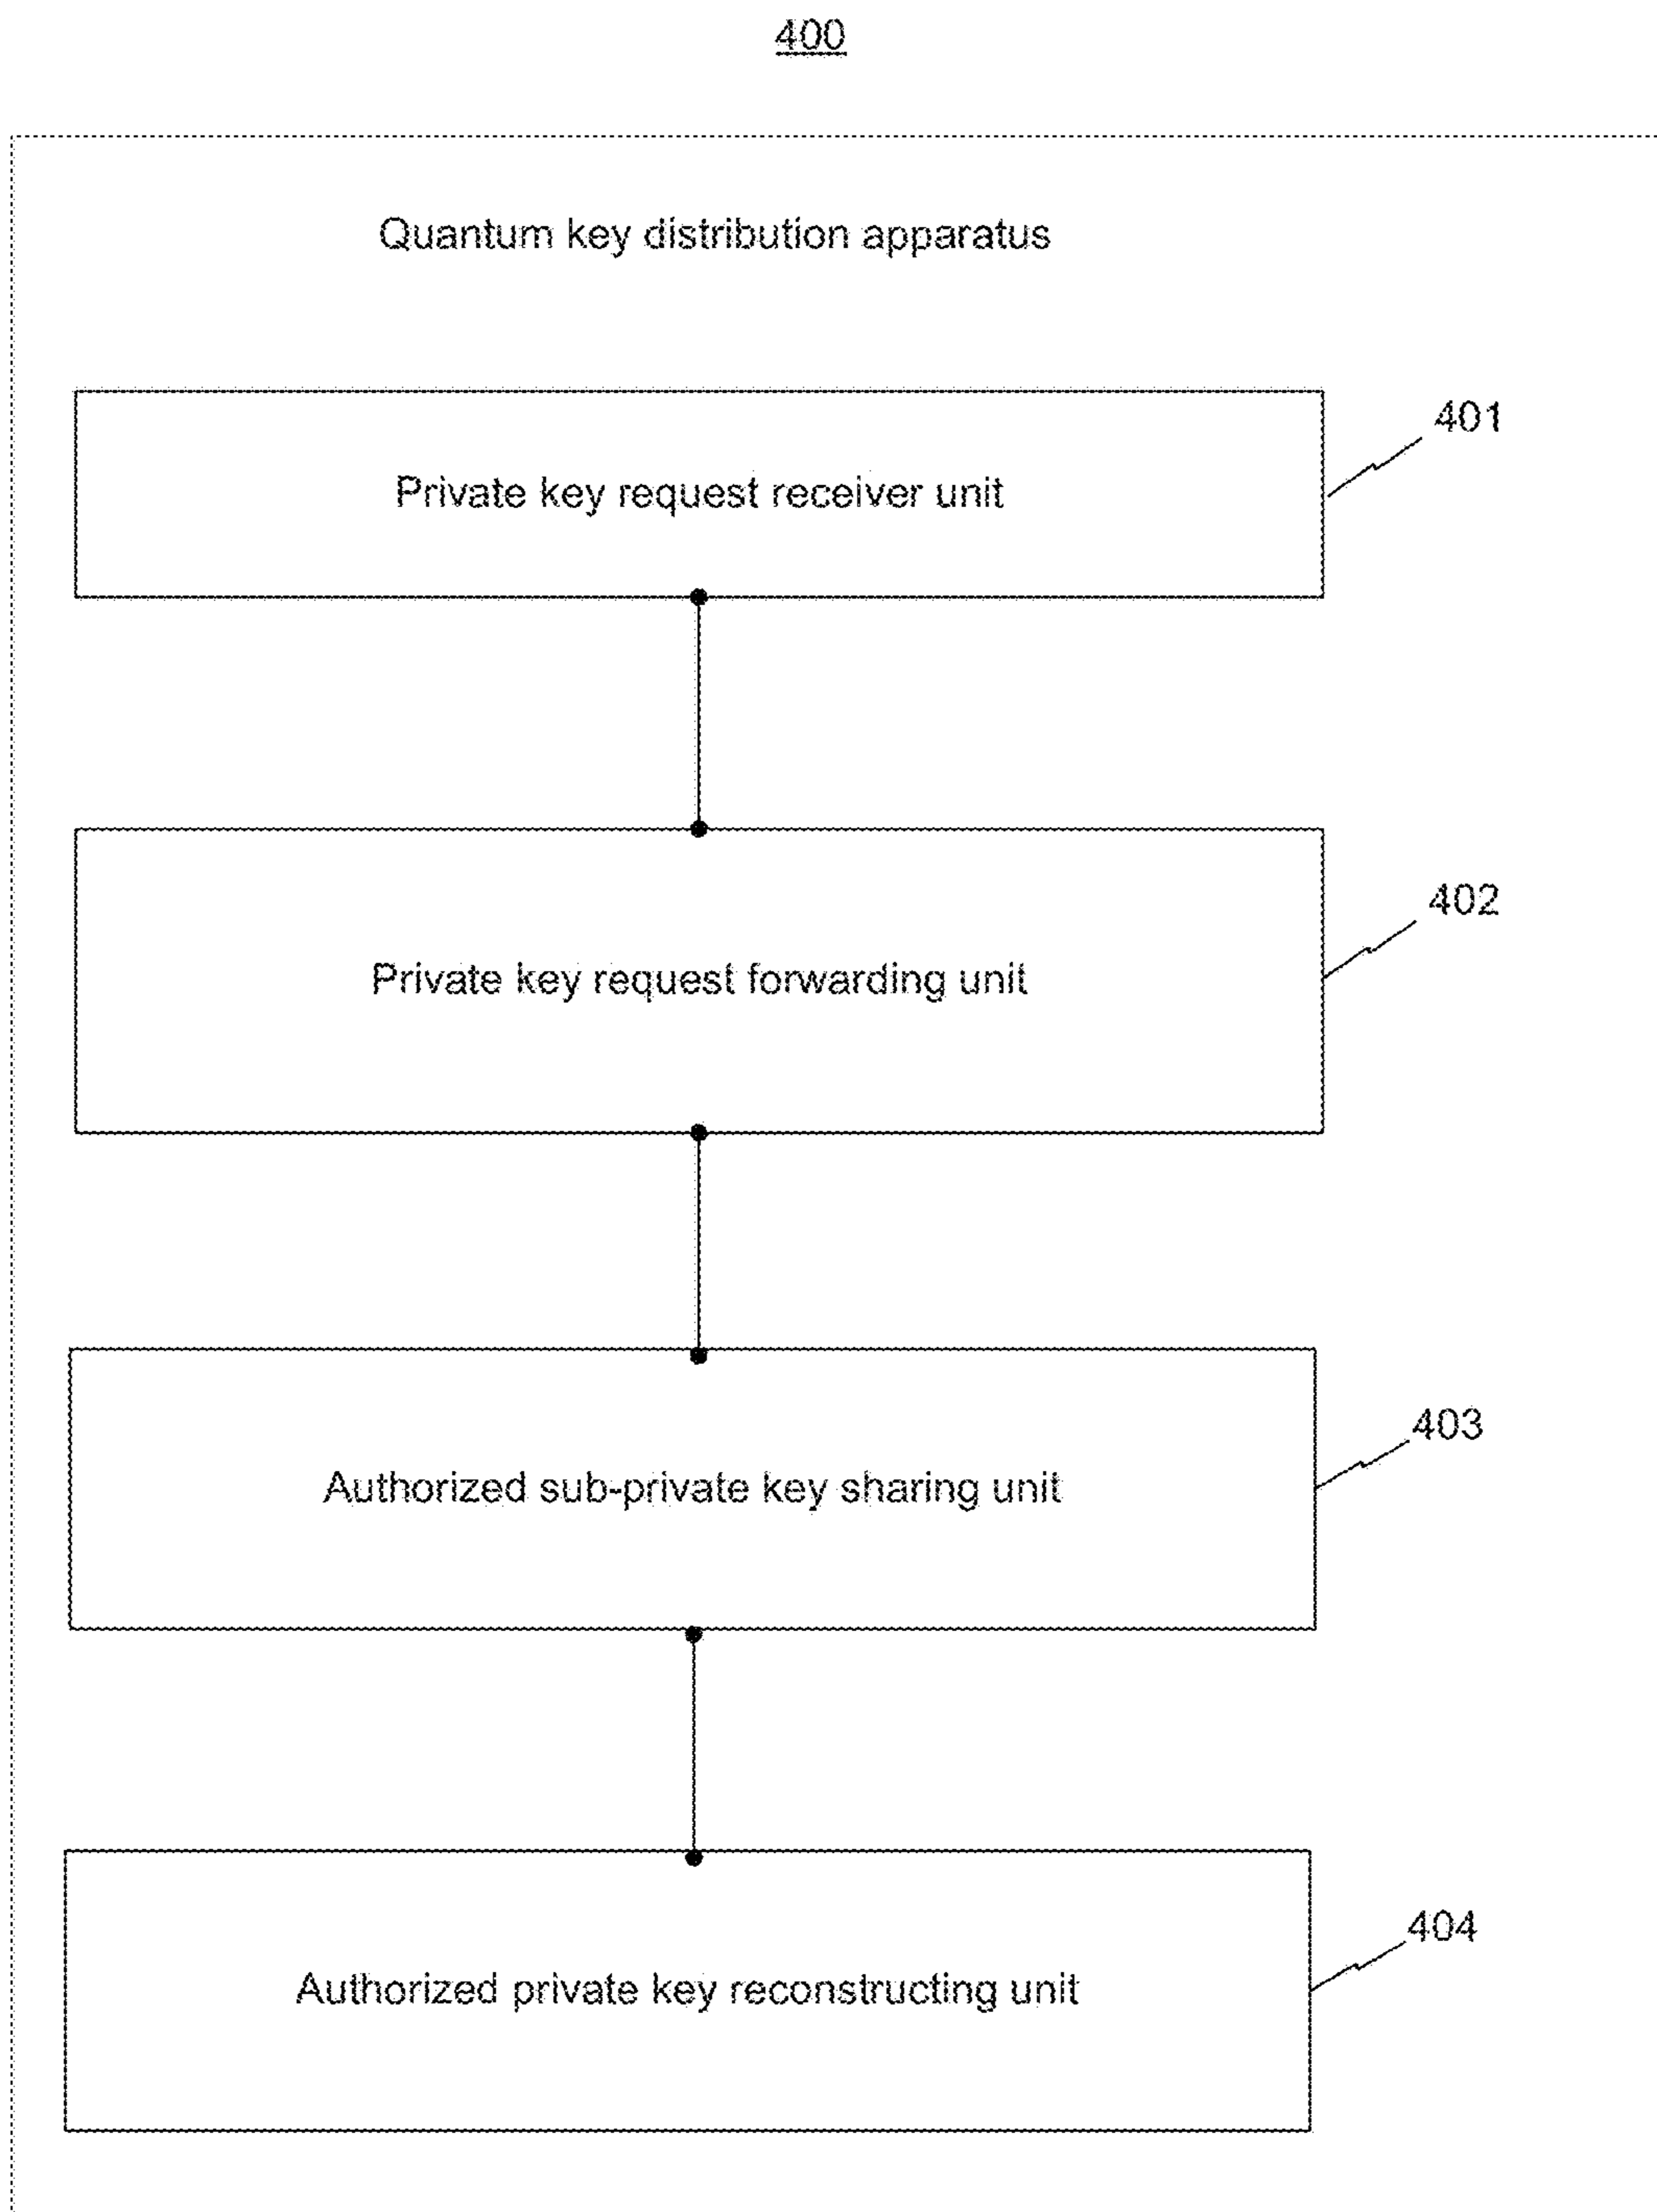 400
Quantum key distribution apparatus
401
Private key request receiver unit
402
Private key request forwarding unit
403
Authorized sub-private key sharing unit
404
Authorized private key reconstructing unit